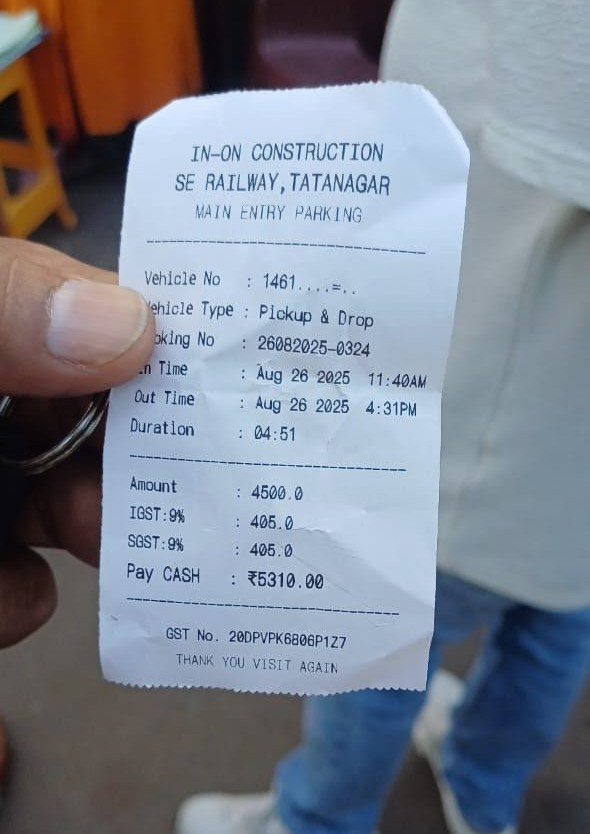 IN-ON CONSTRUCTION
SE RAILWAY,TATANAGAR
MAIN ENTRY PARKING
Vehicle No : 1461....=..
ehicle Type : Pickup & Drop
oking No : 26082025-0324
n Time : Aug 26 2025 11:40AM
Out Time : Aug 26 2025 4:31PM
Duration : 04:51
Amount : 4500.0
IGST:9% : 405.0
SGST:9% : 405.0
Pay CASH : ₹5310.00
GST No. 20DPVPK6806P1Z7
THANK YOU VISIT AGAIN